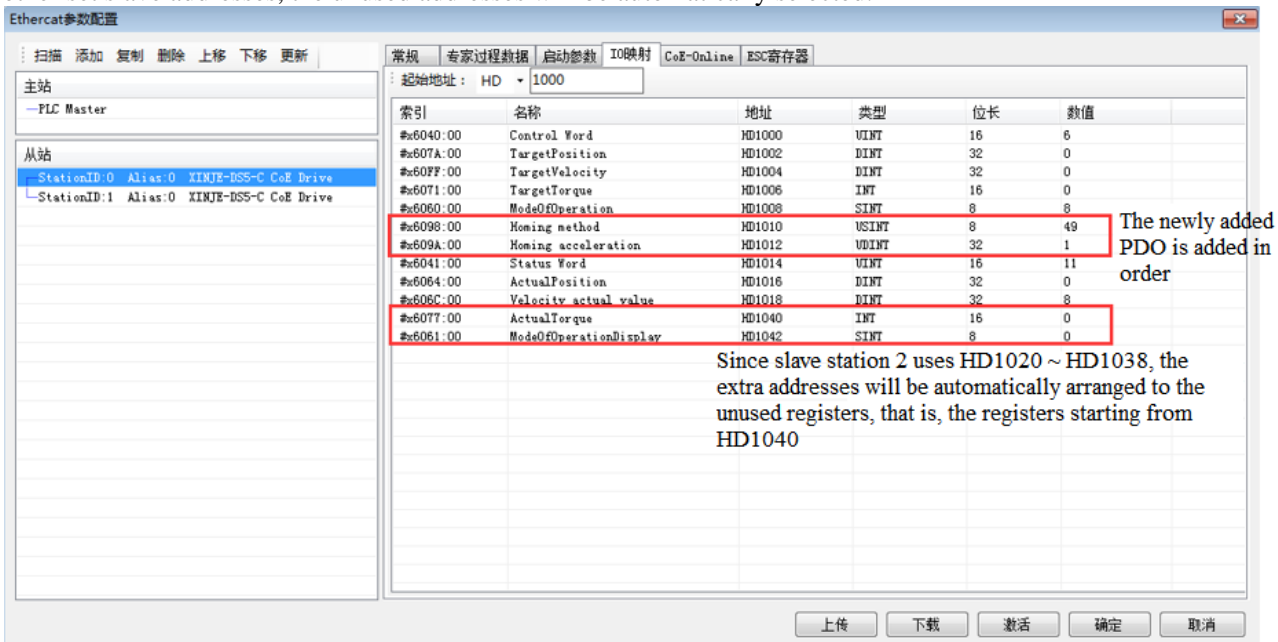 Ethercat参数配置
扫描 添加 复制 删除 上移 下移 更新
主站
PLC Master
从站
StationID:0 Alias:0 XINJE-DS5-C CoE Drive
StationID:1 Alias:0 XINJE-DS5-C CoE Drive
常规 专家过程数据 启动参数 IO映射 CoE-Online ESC寄存器
起始地址： HD 1000
索引 名称 地址 类型 位长 数值
#x6040:00 Control Word HD1000 UINT 16 6
#x607A:00 TargetPosition HD1002 DINT 32 0
#x60FF:00 TargetVelocity HD1004 DINT 32 0
#x6071:00 TargetTorque HD1006 INT 16 0
#x6060:00 ModeOfOperation HD1008 SINT 8 8
#x6098:00 Homing method HD1010 USINT 8 49
#x609A:00 Homing acceleration HD1012 UDINT 32 1
#x6041:00 Status Word HD1014 UINT 16 11
#x6064:00 ActualPosition HD1016 DINT 32 0
#x606C:00 Velocity actual value HD1018 DINT 32 8
#x6077:00 ActualTorque HD1040 INT 16 0
#x6061:00 ModeOfOperationDisplay HD1042 SINT 8 0
The newly added
PDO is added in
order
Since slave station 2 uses HD1020 ~ HD1038, the
extra addresses will be automatically arranged to the
unused registers, that is, the registers starting from
HD1040
上传 下载 激活 确定 取消